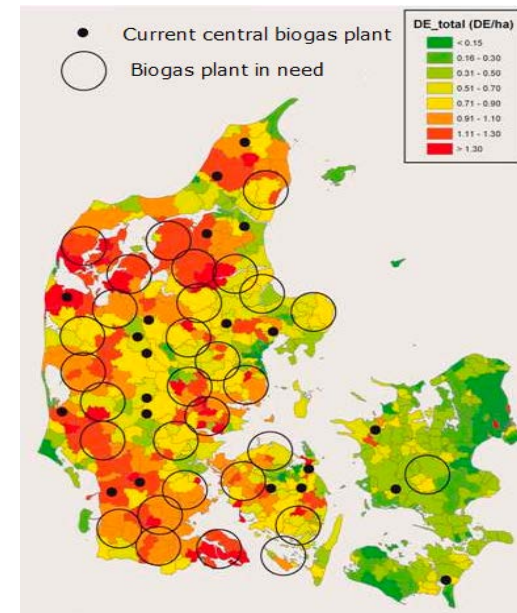 Current central biogas plant
Biogas plant in need
DE_total (DE/ha)
< 0.15
0.16 - 0.30
0.31 - 0.50
0.51 - 0.70
0.71 - 0.90
0.91 - 1.10
1.11 - 1.30
> 1.30